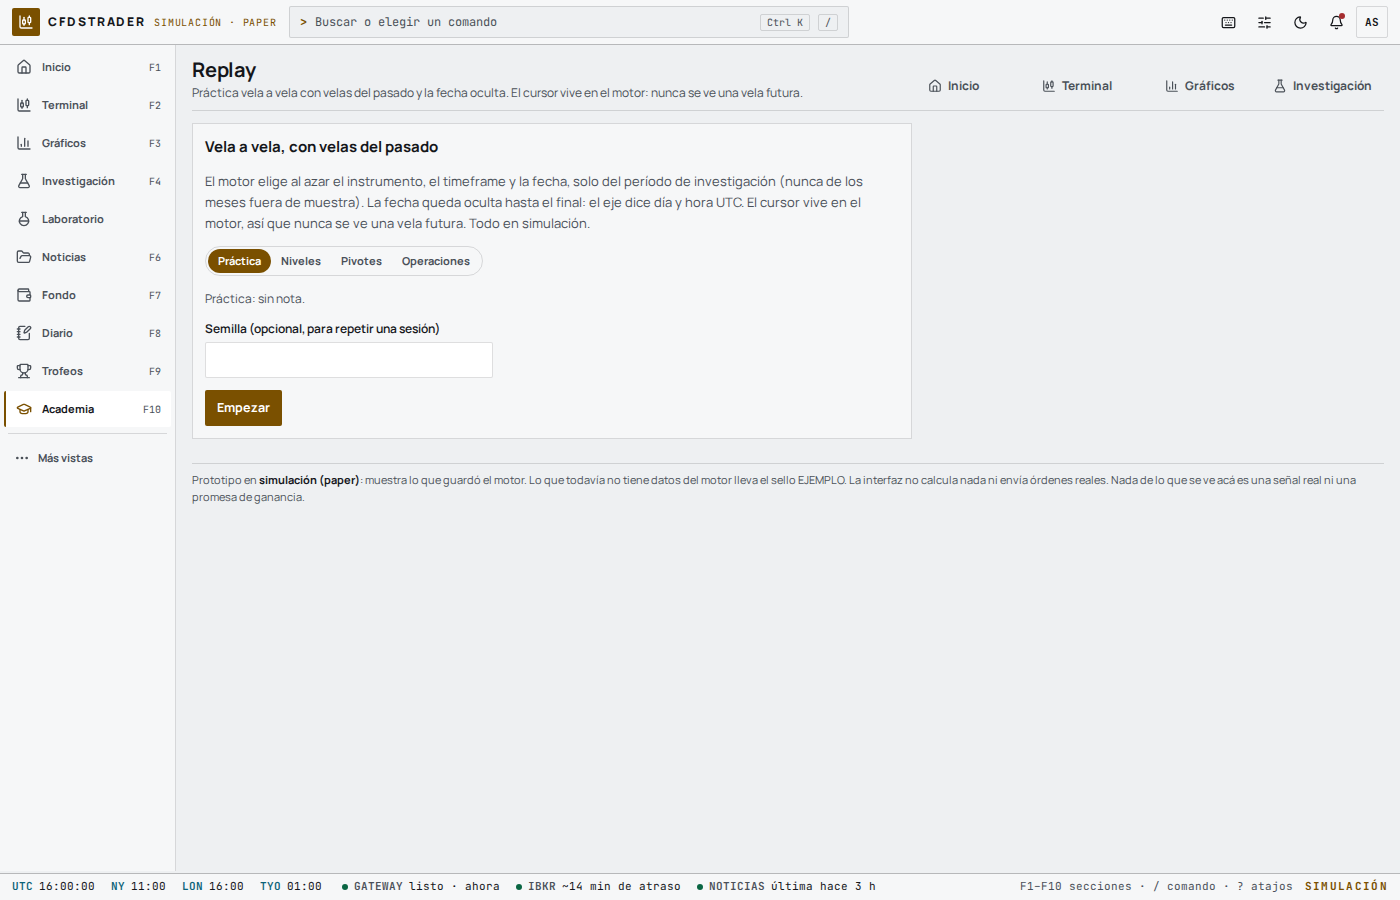 CFDSTRADER SIMULACIÓN · PAPER
> Buscar o elegir un comando Ctrl K /
AS
Inicio F1
Terminal F2
Gráficos F3
Investigación F4
Laboratorio
Noticias F6
Fondo F7
Diario F8
Trofeos F9
Academia F10
Más vistas
Replay
Práctica vela a vela con velas del pasado y la fecha oculta. El cursor vive en el motor: nunca se ve una vela futura.
Inicio Terminal Gráficos Investigación
Vela a vela, con velas del pasado
El motor elige al azar el instrumento, el timeframe y la fecha, solo del período de investigación (nunca de los
meses fuera de muestra). La fecha queda oculta hasta el final: el eje dice día y hora UTC. El cursor vive en el
motor, así que nunca se ve una vela futura. Todo en simulación.
Práctica Niveles Pivotes Operaciones
Práctica: sin nota.
Semilla (opcional, para repetir una sesión)
Empezar
Prototipo en simulación (paper): muestra lo que guardó el motor. Lo que todavía no tiene datos del motor lleva el sello EJEMPLO. La interfaz no calcula nada ni envía órdenes reales. Nada de lo que se ve acá es una señal real ni una
promesa de ganancia.
UTC 16:00:00 NY 11:00 LON 16:00 TYO 01:00 GATEWAY listo · ahora IBKR ~14 min de atraso NOTICIAS última hace 3 h F1–F10 secciones · / comando · ? atajos SIMULACIÓN